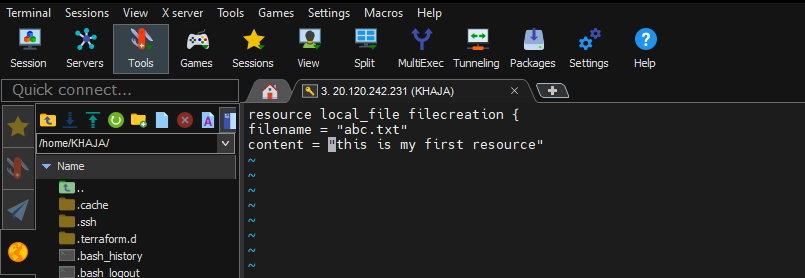 Terminal Sessions View X server Tools Games Settings Macros Help
Session Servers Tools Games Sessions View Split MultiExec Tunneling Packages Settings Help
Quick connect...
3. 20.120.242.231 (KHAJA)
/home/KHAJA/
Name
..
.cache
.ssh
.terraform.d
.bash_history
.bash_logout
resource local_file filecreation {
filename = "abc.txt"
content = "this is my first resource"
~
~
~
~
~
~
~